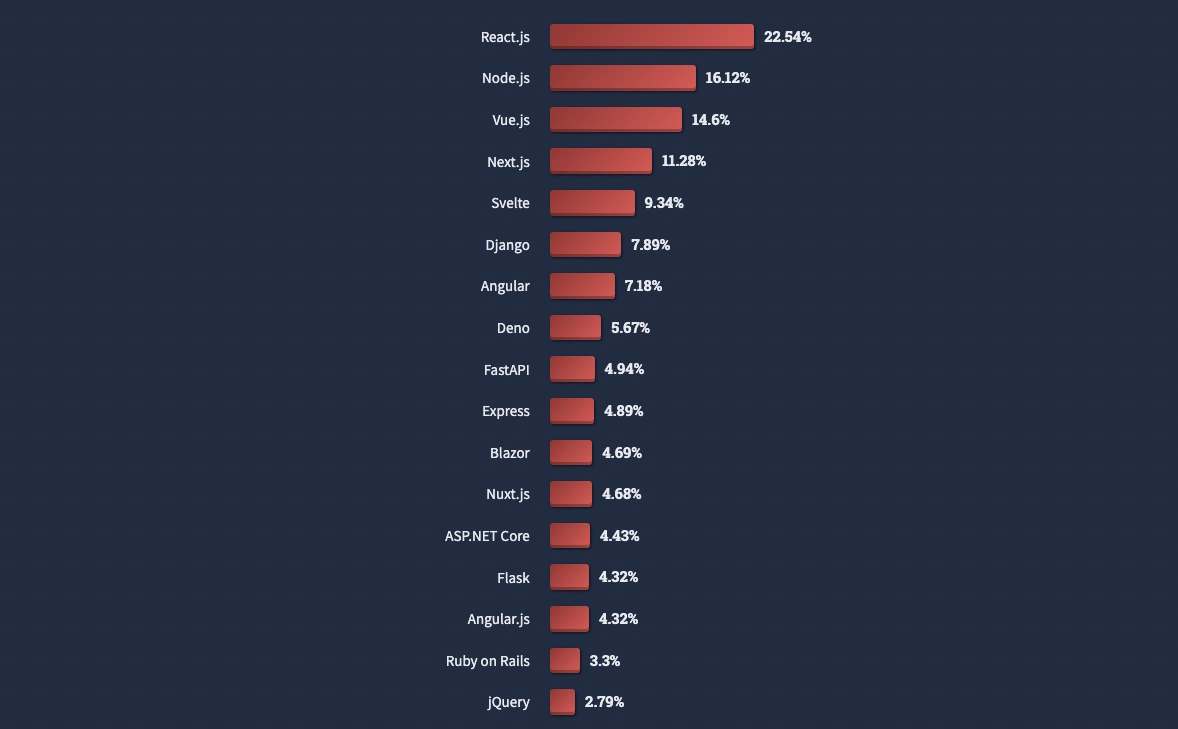 React.js 22.54%
Node.js 16.12%
Vue.js 14.6%
Next.js 11.28%
Svelte 9.34%
Django 7.89%
Angular 7.18%
Deno 5.67%
FastAPI 4.94%
Express 4.89%
Blazor 4.69%
Nuxt.js 4.68%
ASP.NET Core 4.43%
Flask 4.32%
Angular.js 4.32%
Ruby on Rails 3.3%
jQuery 2.79%